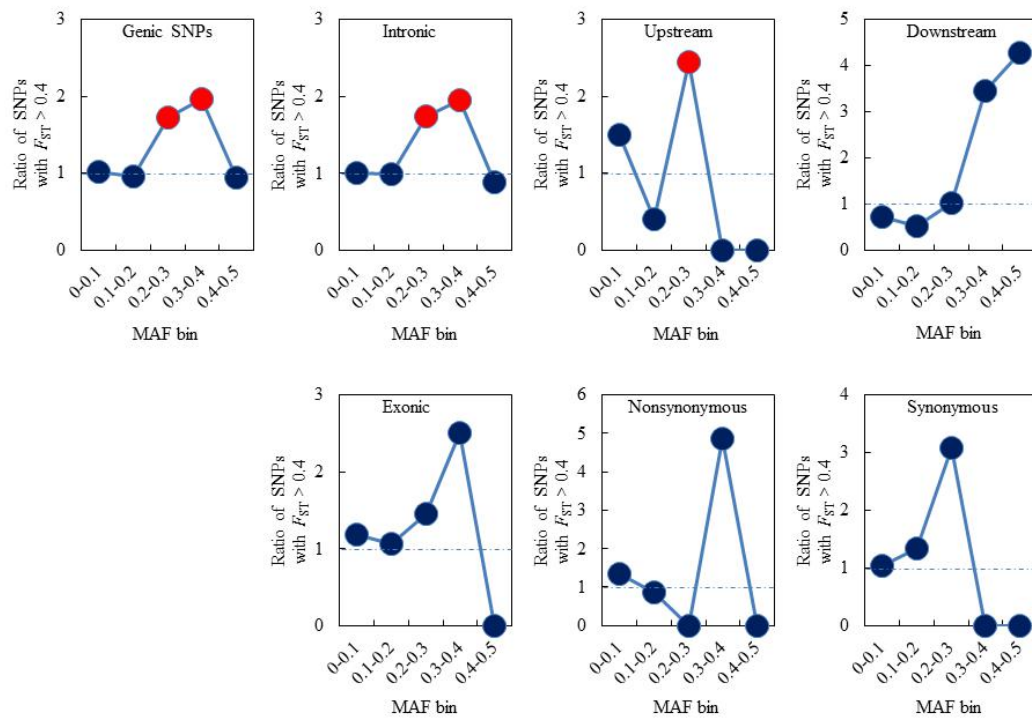 Genic SNPs
Ratio of SNPs
with FST > 0.4
3
2
1
0
0–0.1
0.1–0.2
0.2–0.3
0.3–0.4
0.4–0.5
MAF bin
Intronic
Ratio of SNPs
with FST > 0.4
3
2
1
0
0–0.1
0.1–0.2
0.2–0.3
0.3–0.4
0.4–0.5
MAF bin
Upstream
Ratio of SNPs
with FST > 0.4
3
2
1
0
0–0.1
0.1–0.2
0.2–0.3
0.3–0.4
0.4–0.5
MAF bin
Downstream
Ratio of SNPs
with FST > 0.4
5
4
3
2
1
0
0–0.1
0.1–0.2
0.2–0.3
0.3–0.4
0.4–0.5
MAF bin
Exonic
Ratio of SNPs
with FST > 0.4
3
2
1
0
0–0.1
0.1–0.2
0.2–0.3
0.3–0.4
0.4–0.5
MAF bin
Nonsynonymous
Ratio of SNPs
with FST > 0.4
6
5
4
3
2
1
0
0–0.1
0.1–0.2
0.2–0.3
0.3–0.4
0.4–0.5
MAF bin
Synonymous
Ratio of SNPs
with FST > 0.4
4
3
2
1
0
0–0.1
0.1–0.2
0.2–0.3
0.3–0.4
0.4–0.5
MAF bin